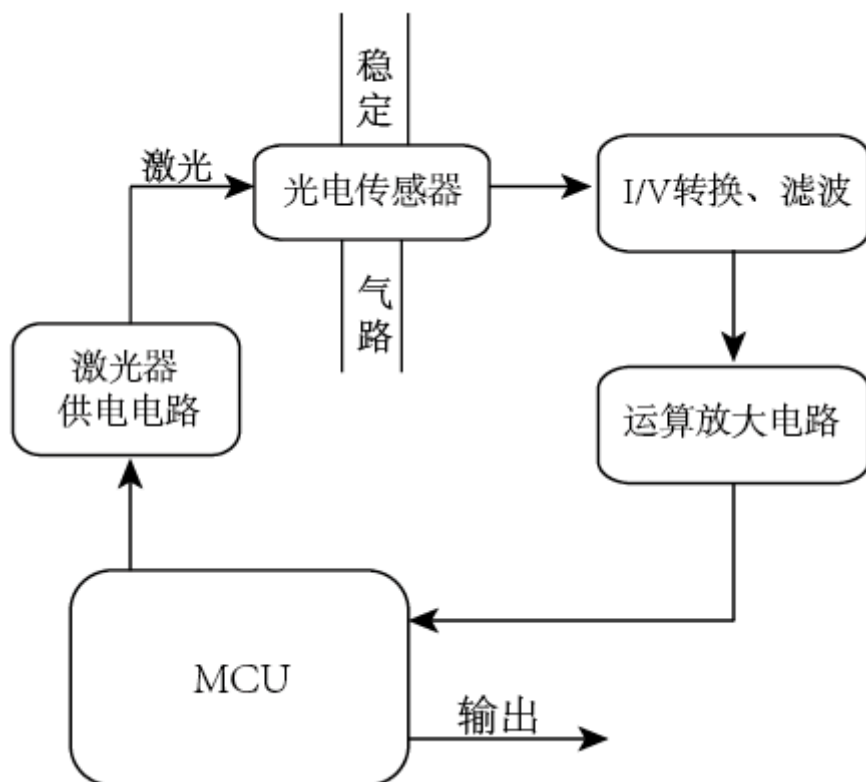 稳
定
激光
光电传感器
I/V转换、滤波
气
路
激光器
供电电路
运算放大电路
MCU
输出